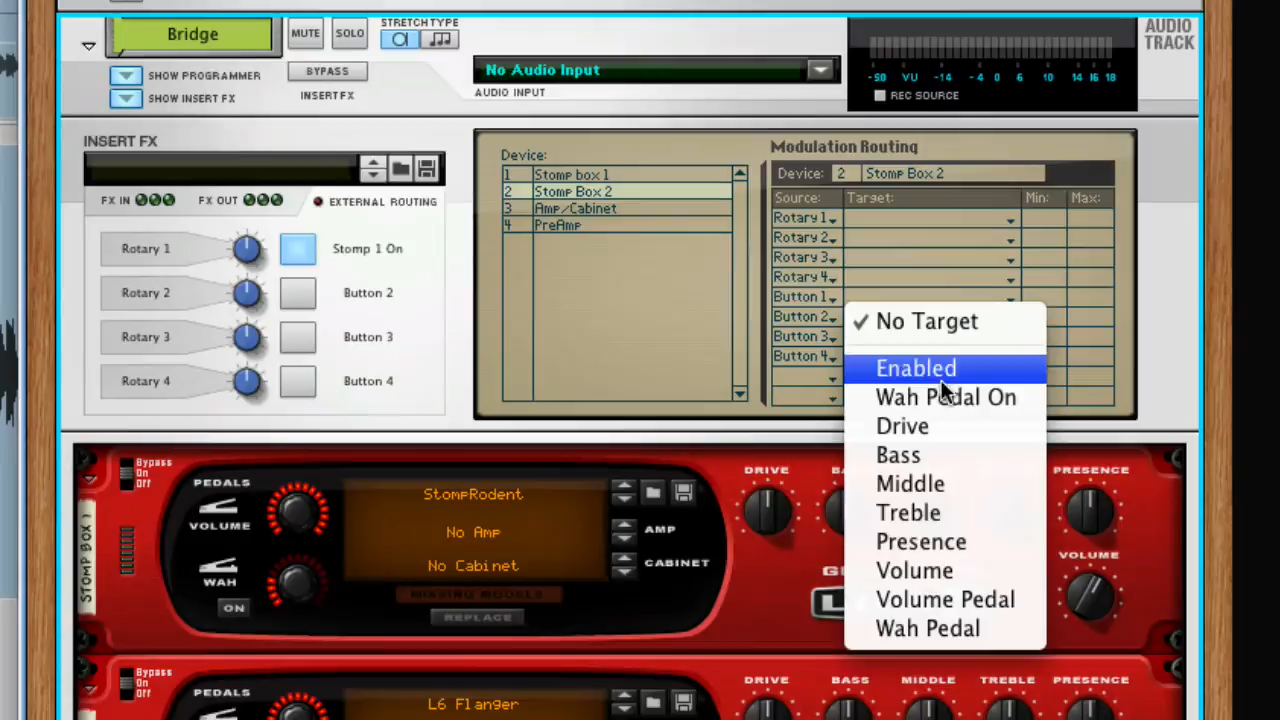 Bridge
MUTE
SOLO
STRETCH TYPE
AUDIO TRACK
SHOW PROGRAMMER
BYPASS
No Audio Input
-50 VU -14 -4 0 6 10 14 16 18
SHOW INSERT FX
INSERT FX
AUDIO INPUT
REC SOURCE
INSERT FX
FX IN
FX OUT
EXTERNAL ROUTING
Rotary 1
Stomp 1 On
Rotary 2
Button 2
Rotary 3
Button 3
Rotary 4
Button 4
Device:
1 Stomp box 1
2 Stomp Box 2
3 Amp/Cabinet
4 PreAmp
Modulation Routing
Device: 2 Stomp Box 2
Source: Target: Min: Max:
Rotary 1
Rotary 2
Rotary 3
Rotary 4
Button 1
Button 2
Button 3
Button 4
✓ No Target
Enabled
Wah Pedal On
Drive
Bass
Middle
Treble
Presence
Volume
Volume Pedal
Wah Pedal
Bypass
On
Off
STOMP BOX 1
PEDALS
VOLUME
WAH
ON
StompRodent
No Amp
No Cabinet
MISSING MODELS
REPLACE
AMP
CABINET
DRIVE
PRESENCE
VOLUME
Bypass
On
Off
PEDALS
L6 Flanger
DRIVE
BASS
MIDDLE
TREBLE
PRESENCE